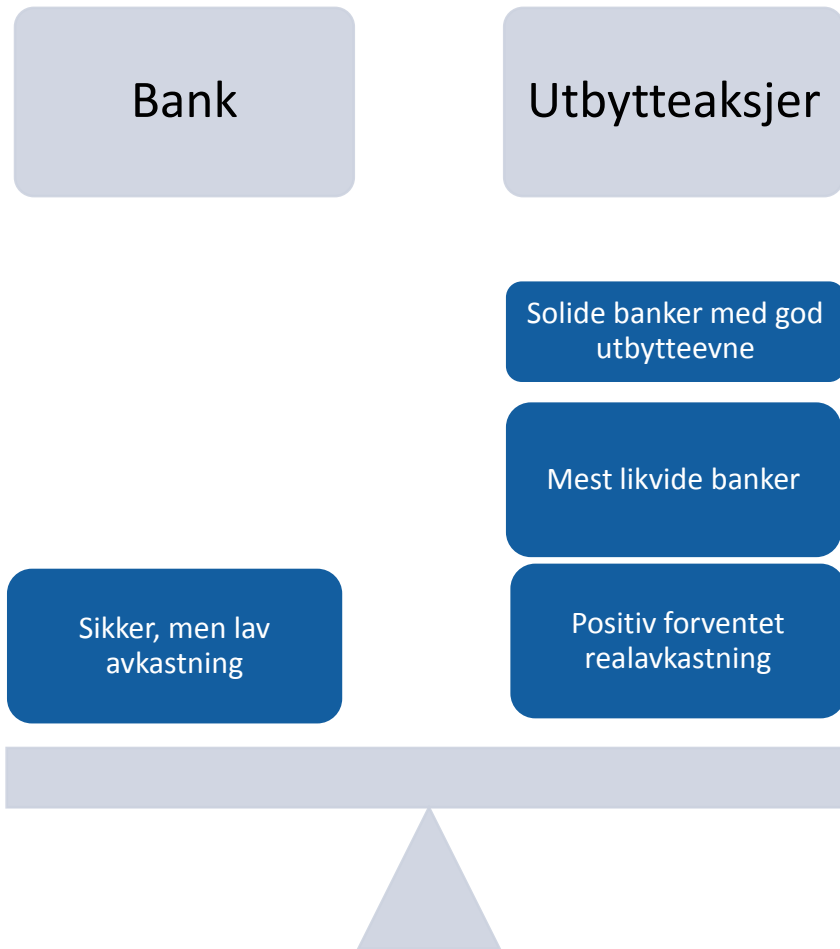 Bank
Utbytteaksjer
Solide banker med god
utbytteevne
Mest likvide banker
Sikker, men lav
avkastning
Positiv forventet
realavkastning